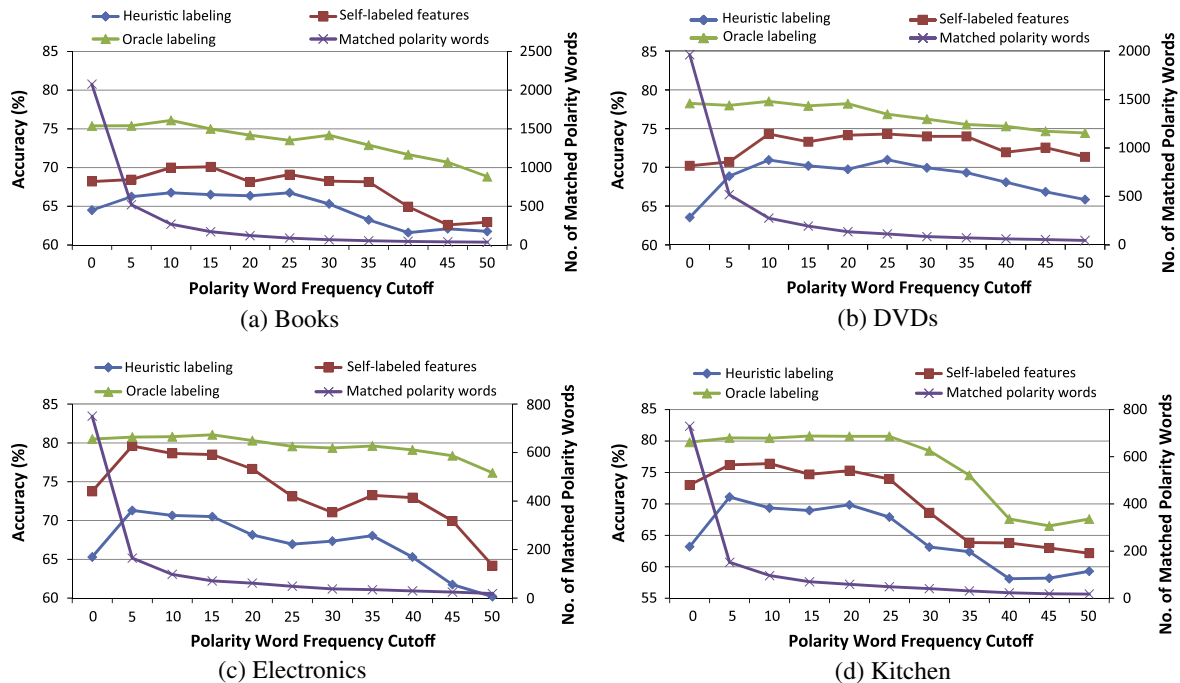 Heuristic labeling Self-labeled features
Oracle labeling Matched polarity words
85 2500
80 2000
75 1500
70 1000
65 500
60 0
0 5 10 15 20 25 30 35 40 45 50
Accuracy (%)
No. of Matched Polarity Words
Polarity Word Frequency Cutoff
(a) Books
Heuristic labeling Self-labeled features
Oracle labeling Matched polarity words
85 2000
80 1500
75 1000
70 500
65 0
60
0 5 10 15 20 25 30 35 40 45 50
Accuracy (%)
No. of Matched Polarity Words
Polarity Word Frequency Cutoff
(b) DVDs
Heuristic labeling Self-labeled features
Oracle labeling Matched polarity words
85 800
80 600
75 400
70 200
65 0
60
0 5 10 15 20 25 30 35 40 45 50
Accuracy (%)
No. of Matched Polarity Words
Polarity Word Frequency Cutoff
(c) Electronics
Heuristic labeling Self-labeled features
Oracle labeling Matched polarity words
85 800
80 600
75 400
70 200
65 0
60
55
0 5 10 15 20 25 30 35 40 45 50
Accuracy (%)
No. of Matched Polarity Words
Polarity Word Frequency Cutoff
(d) Kitchen